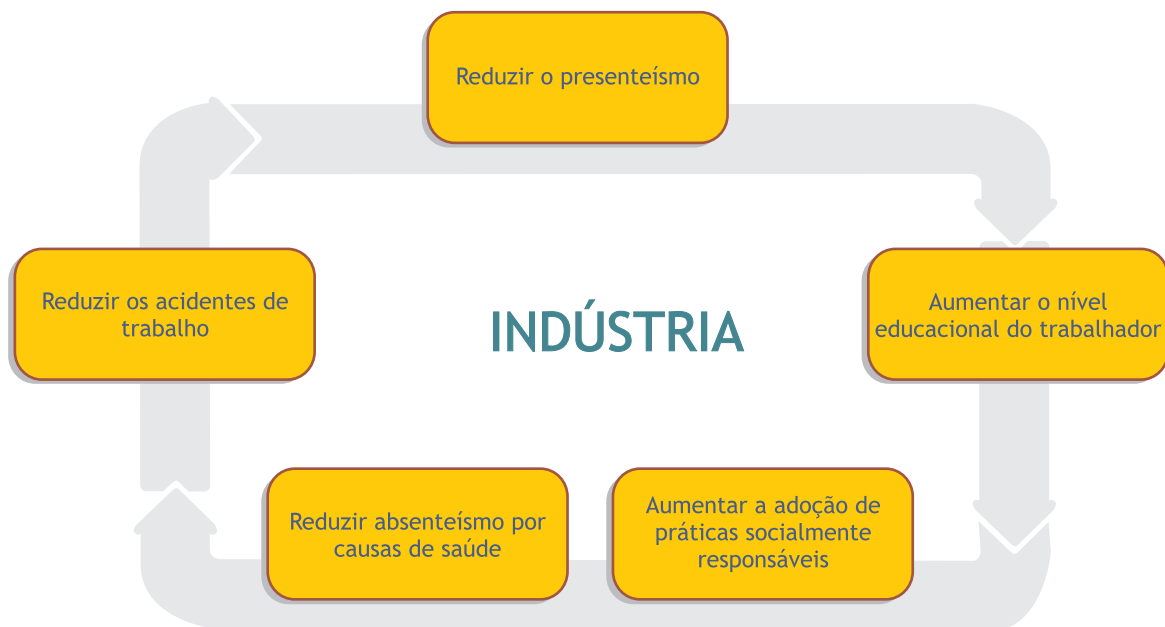 Reduzir o presenteísmo
Reduzir os acidentes de
trabalho
INDÚSTRIA
Aumentar o nível
educacional do trabalhador
Reduzir absenteísmo por
causas de saúde
Aumentar a adoção de
práticas socialmente
responsáveis